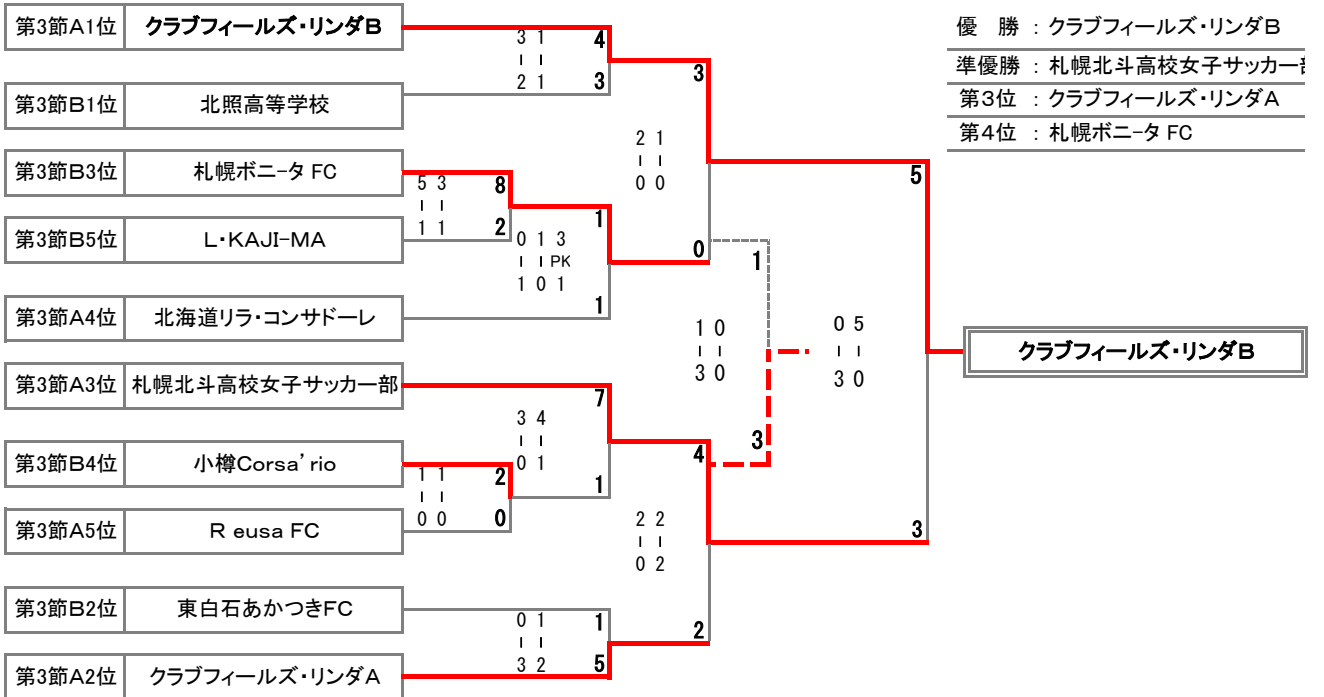 第3節A1位 クラブフィールズ・リンダB
3 1 4
2 1 3
第3節B1位 北照高等学校
第3節B3位 札幌ボニータ FC
5 3 8
1 1 2
第3節B5位 L・KAJI-MA
0 1 3 1
PK
1 0 1 1
第3節A4位 北海道リラ・コンサドーレ
第3節A3位 札幌北斗高校女子サッカー部
3 4 7
0 1 1
第3節B4位 小樽Corsa'rio
1 1 2
0 0 0
第3節A5位 R eusa FC
第3節B2位 東白石あかつきFC
0 1 1
3 2 5
第3節A2位 クラブフィールズ・リンダA
3
2 1
0 0
0
4
2 2
0 2
2
1
1 0
3 0
3
5
0 5
3 0
3
クラブフィールズ・リンダB
優 勝 : クラブフィールズ・リンダB
準優勝 : 札幌北斗高校女子サッカー
第3位 : クラブフィールズ・リンダA
第4位 : 札幌ボニータ FC